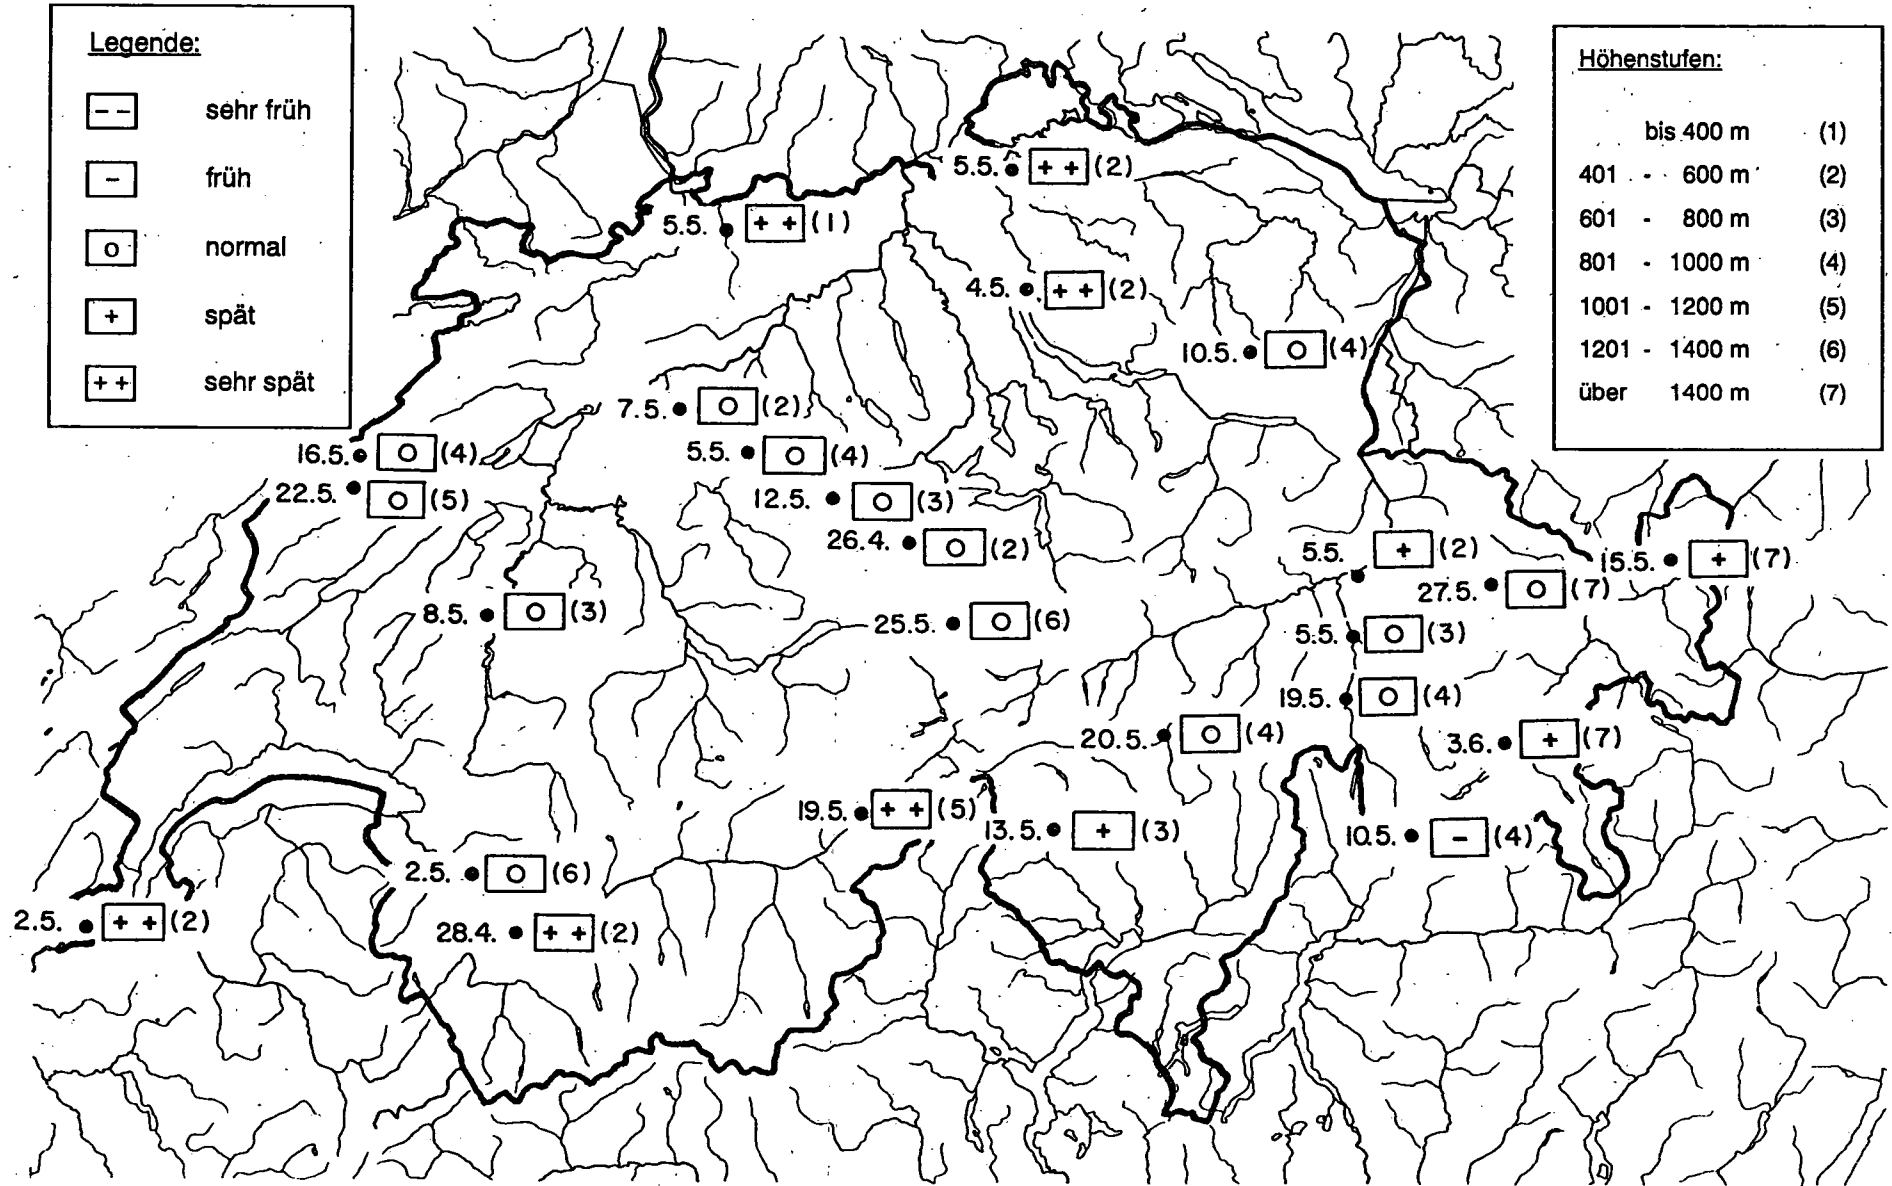 Legende:
- - sehr früh
- früh
o normal
+ spät
+ + sehr spät
Höhenstufen:
bis 400 m (1)
401 - 600 m (2)
601 - 800 m (3)
801 - 1000 m (4)
1001 - 1200 m (5)
1201 - 1400 m (6)
über 1400 m (7)
5.5. + + (2)
5.5. + + (1)
4.5. + + (2)
10.5. o (4)
7.5. o (2)
16.5. o (4)
5.5. o (4)
22.5. o (5)
12.5. o (3)
26.4. o (2)
5.5. + (2)
15.5. + (7)
27.5. o (7)
8.5. o (3)
25.5. o (6)
5.5. o (3)
19.5. o (4)
20.5. o (4)
3.6. + (7)
19.5. + + (5)
13.5. + (3)
10.5. - (4)
2.5. o (6)
2.5. + + (2)
28.4. + + (2)